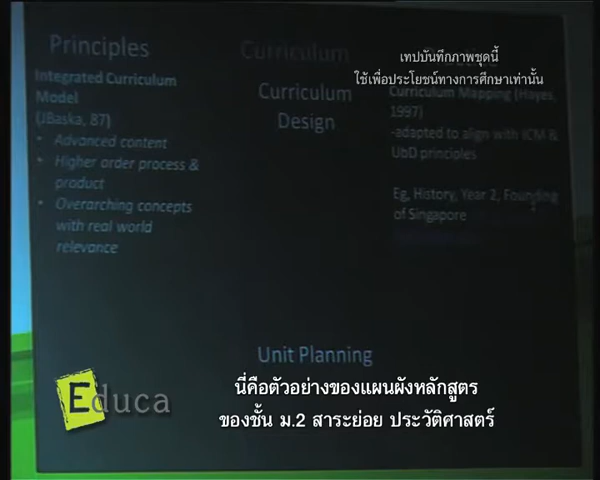 Principles
Curriculum
เทปบันทึกภาพชุดนี้
ใช้เพื่อประโยชน์ทางการศึกษาเท่านั้น
Integrated Curriculum
Model
(JBaska, 87)
• Advanced content
• Higher order process &
product
• Overarching concepts
with real world
relevance
Curriculum
Design
Curriculum Mapping (Hayes,
1997)
-adapted to align with ICM &
UbD principles
Eg, History, Year 2, Founding
of Singapore
Unit Planning
Educa
นี่คือตัวอย่างของแผนผังหลักสูตร
ของชั้น ม.2 สาระย่อย ประวัติศาสตร์